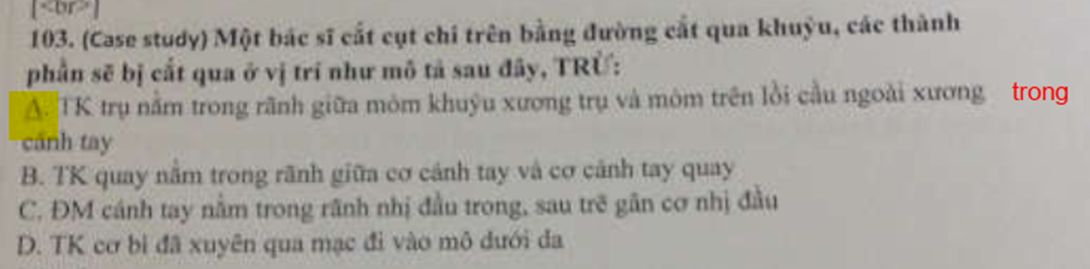 [<br>]
103. (Case study) Một bác sĩ cắt cụt chi trên bằng đường cắt qua khuỷu, các thành
phần sẽ bị cắt qua ở vị trí như mô tả sau đây, TRỪ:
A. TK trụ nằm trong rãnh giữa mỏm khuỷu xương trụ và mỏm trên lồi cầu ngoài xương trong
cánh tay
B. TK quay nằm trong rãnh giữa cơ cánh tay và cơ cánh tay quay
C. ĐM cánh tay nằm trong rãnh nhị đầu trong, sau trẽ gân cơ nhị đầu
D. TK cơ bì đã xuyên qua mạc đi vào mô dưới da